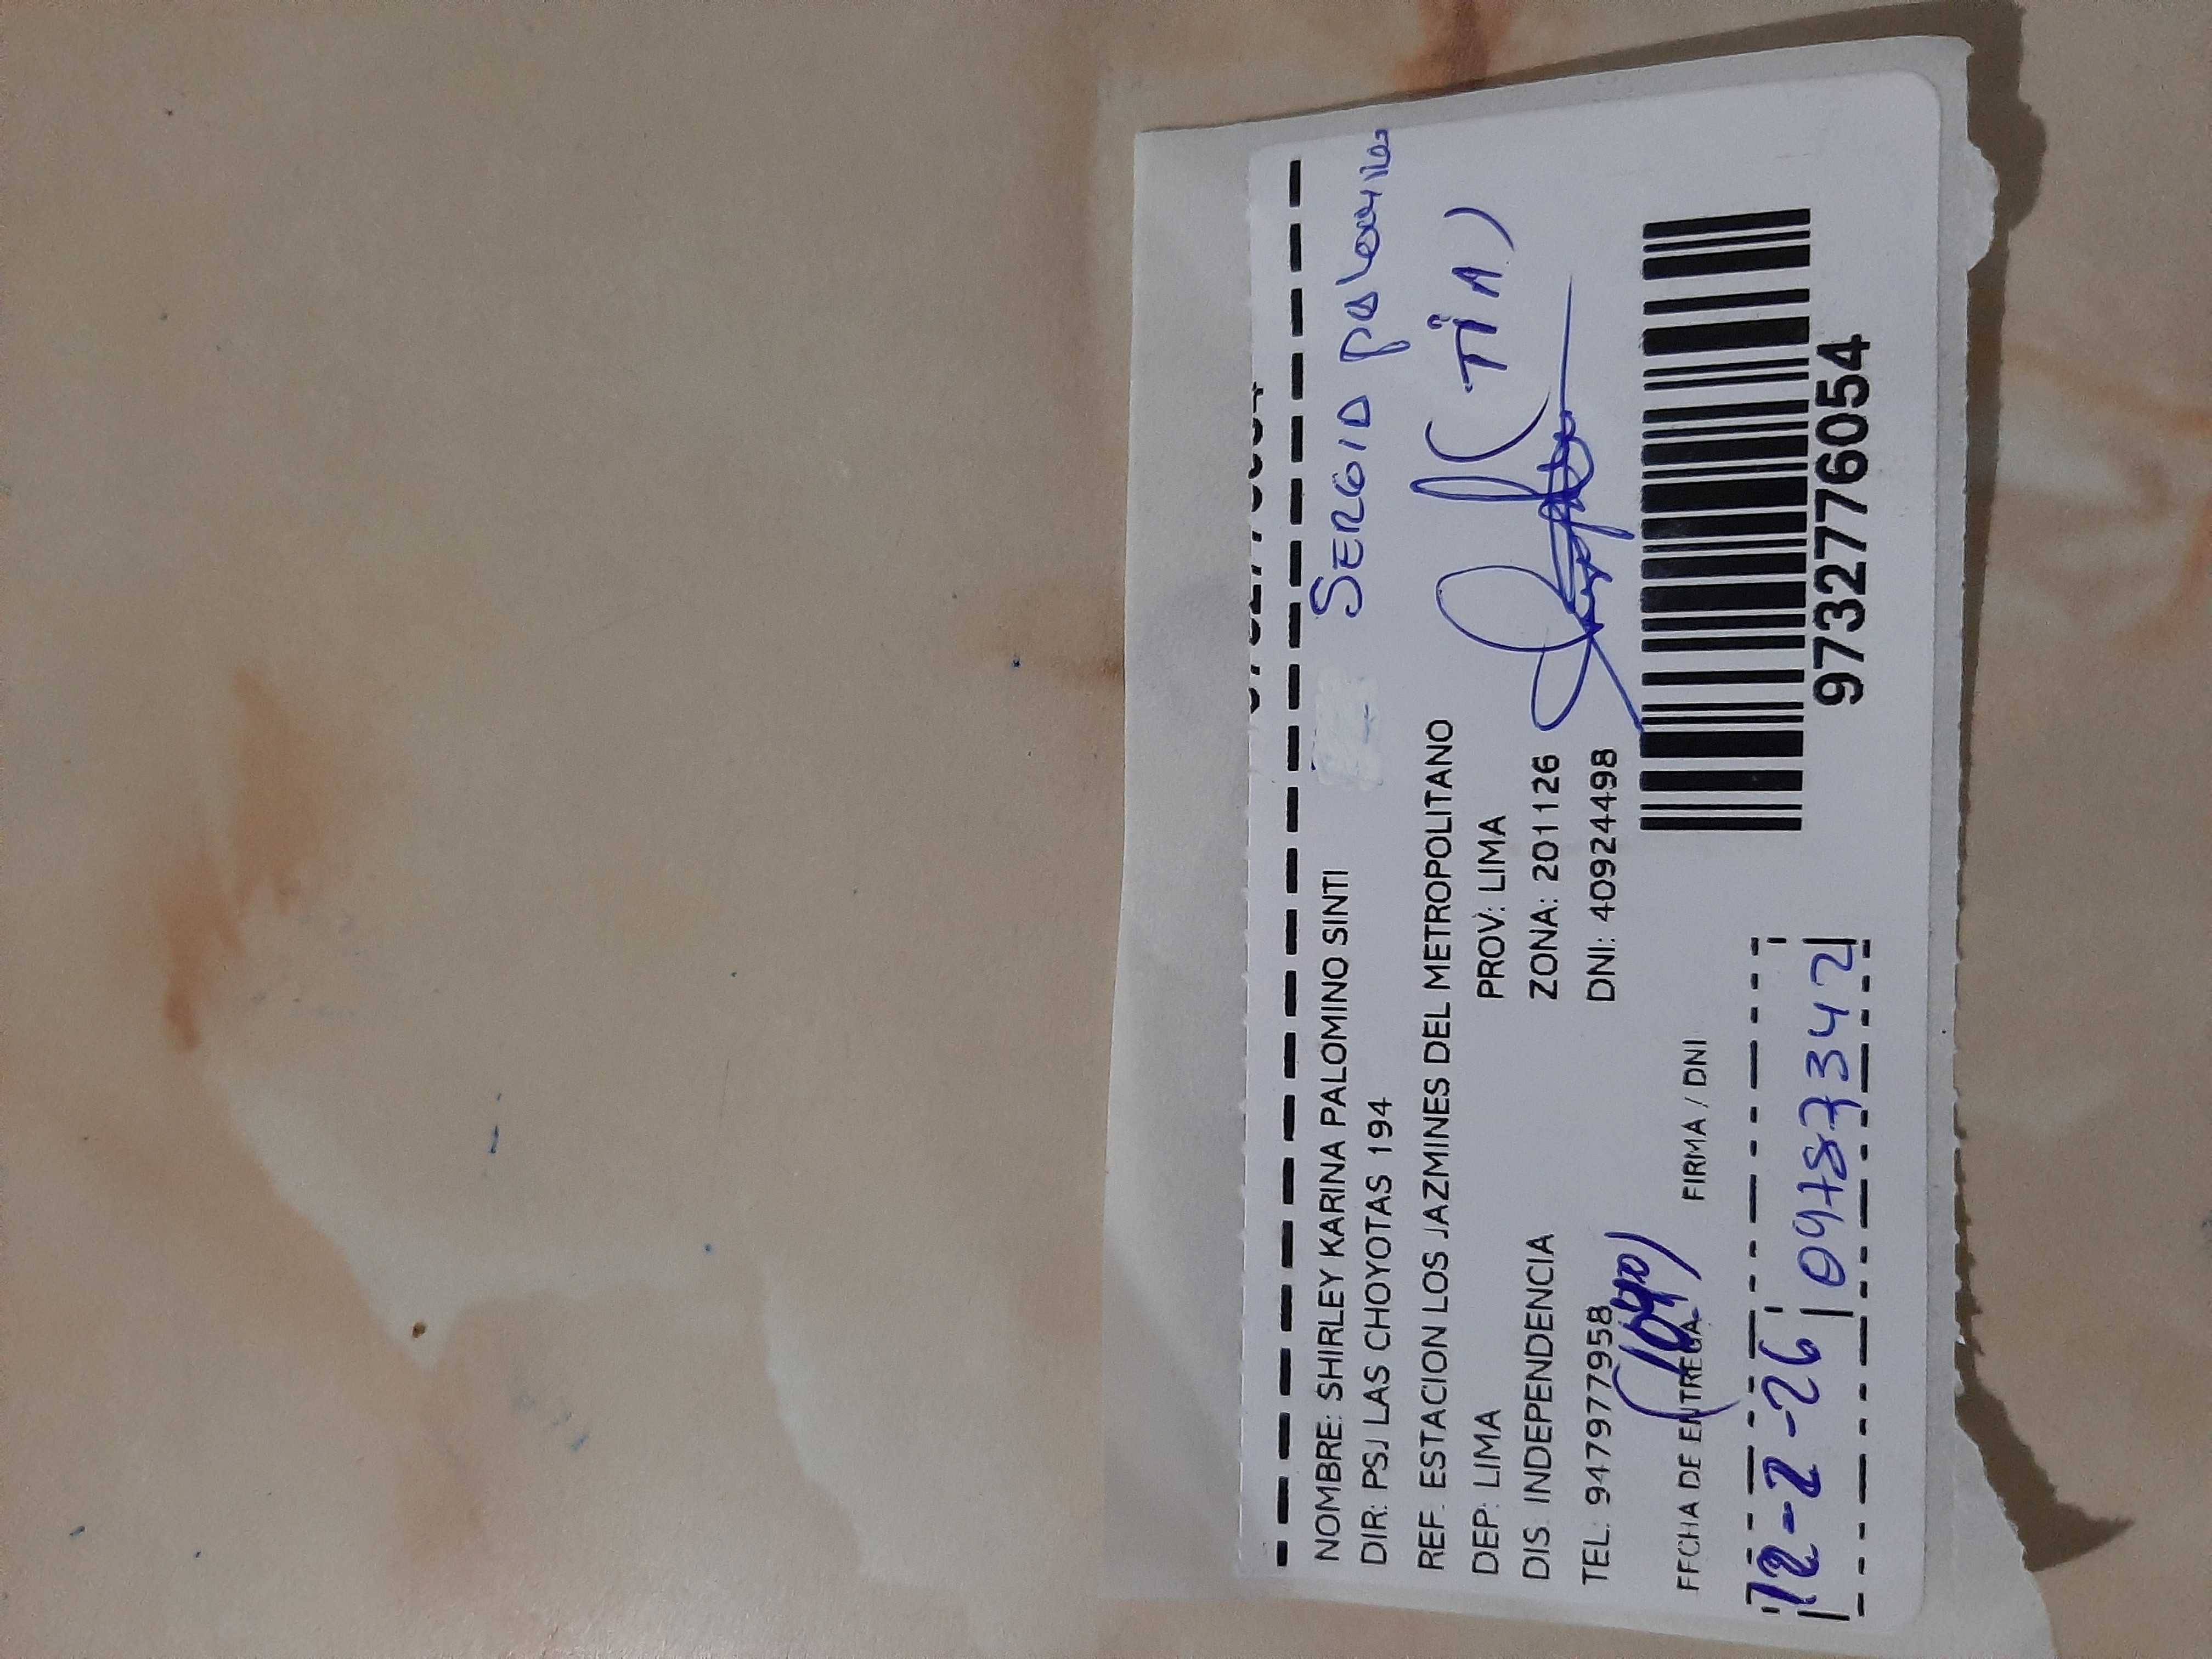 SERGIO palomino
NOMBRE: SHIRLEY KARINA PALOMINO SINTI
DIR: PSJ LAS CHOYOTAS 194
REF: ESTACION LOS JAZMINES DEL METROPOLITANO
(TIA)
DEP: LIMA PROV: LIMA
DIS: INDEPENDENCIA ZONA: 201126
TEL: 947977958 DNI: 40924498
FECHA DE ENTREGA FIRMA / DNI
12-2-26 09787342
9732776054